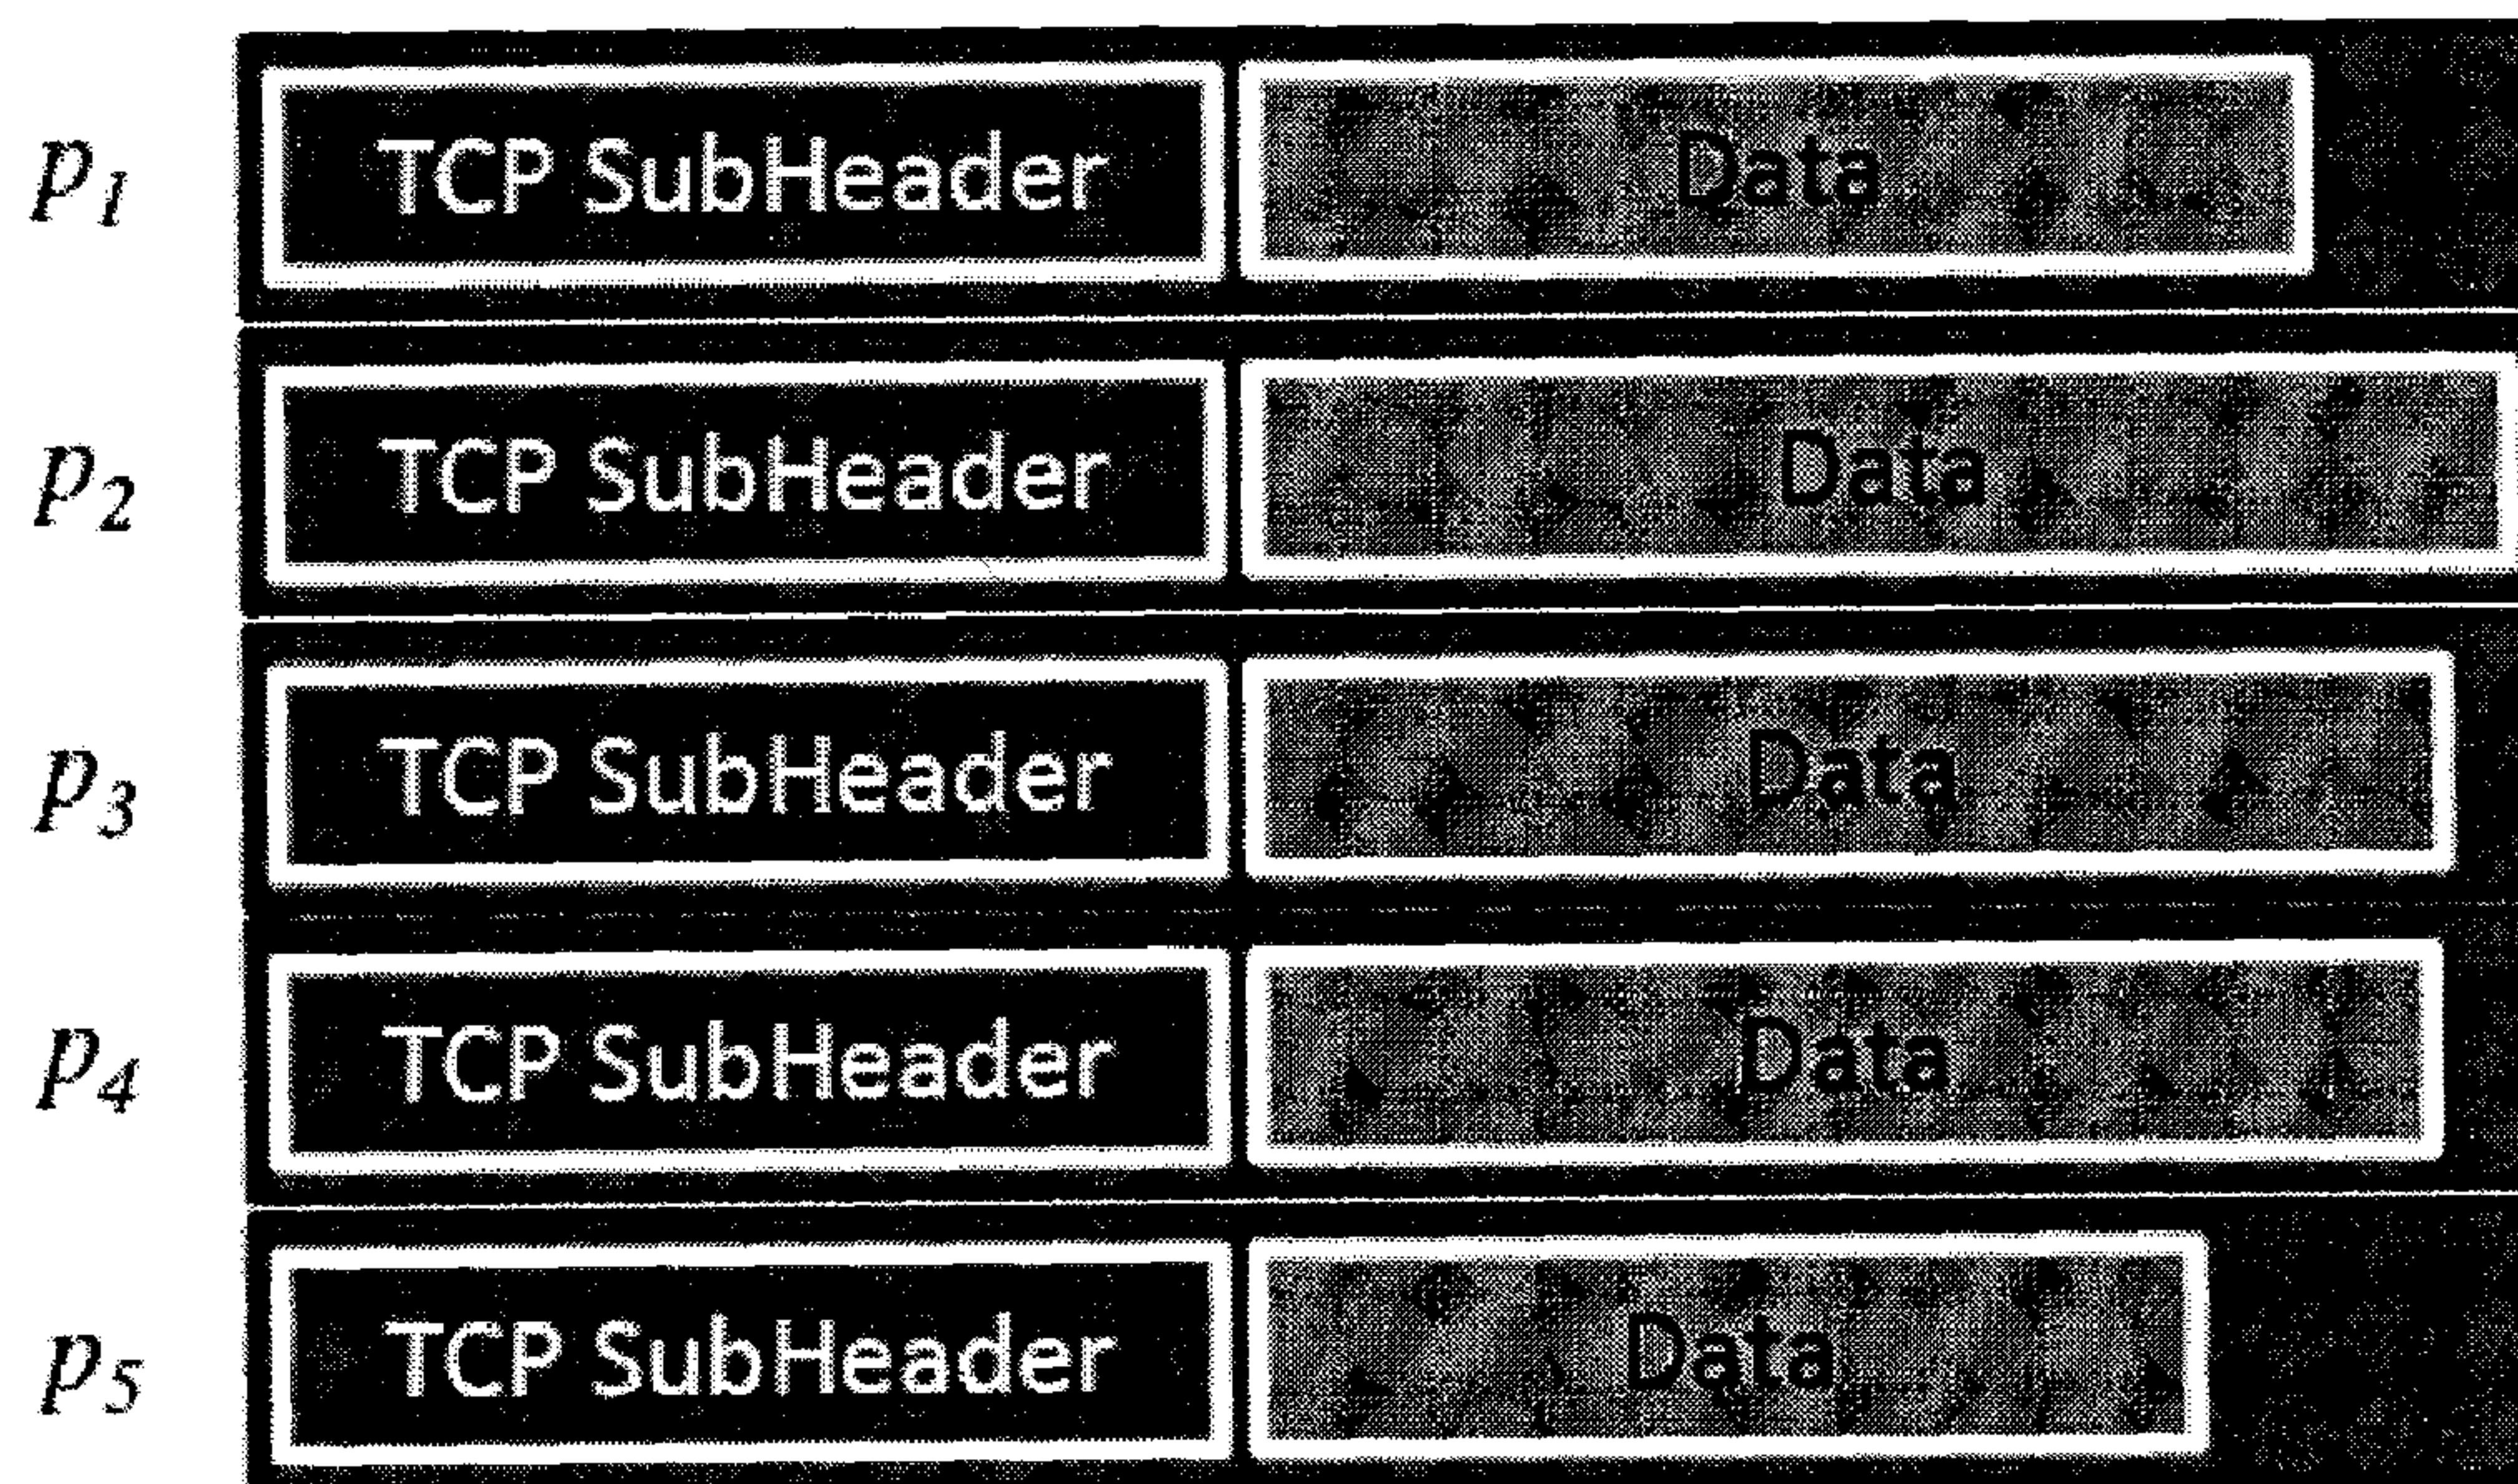 p1 TCP SubHeader Data
p2 TCP SubHeader Data
p3 TCP SubHeader Data
p4 TCP SubHeader Data
p5 TCP SubHeader Data